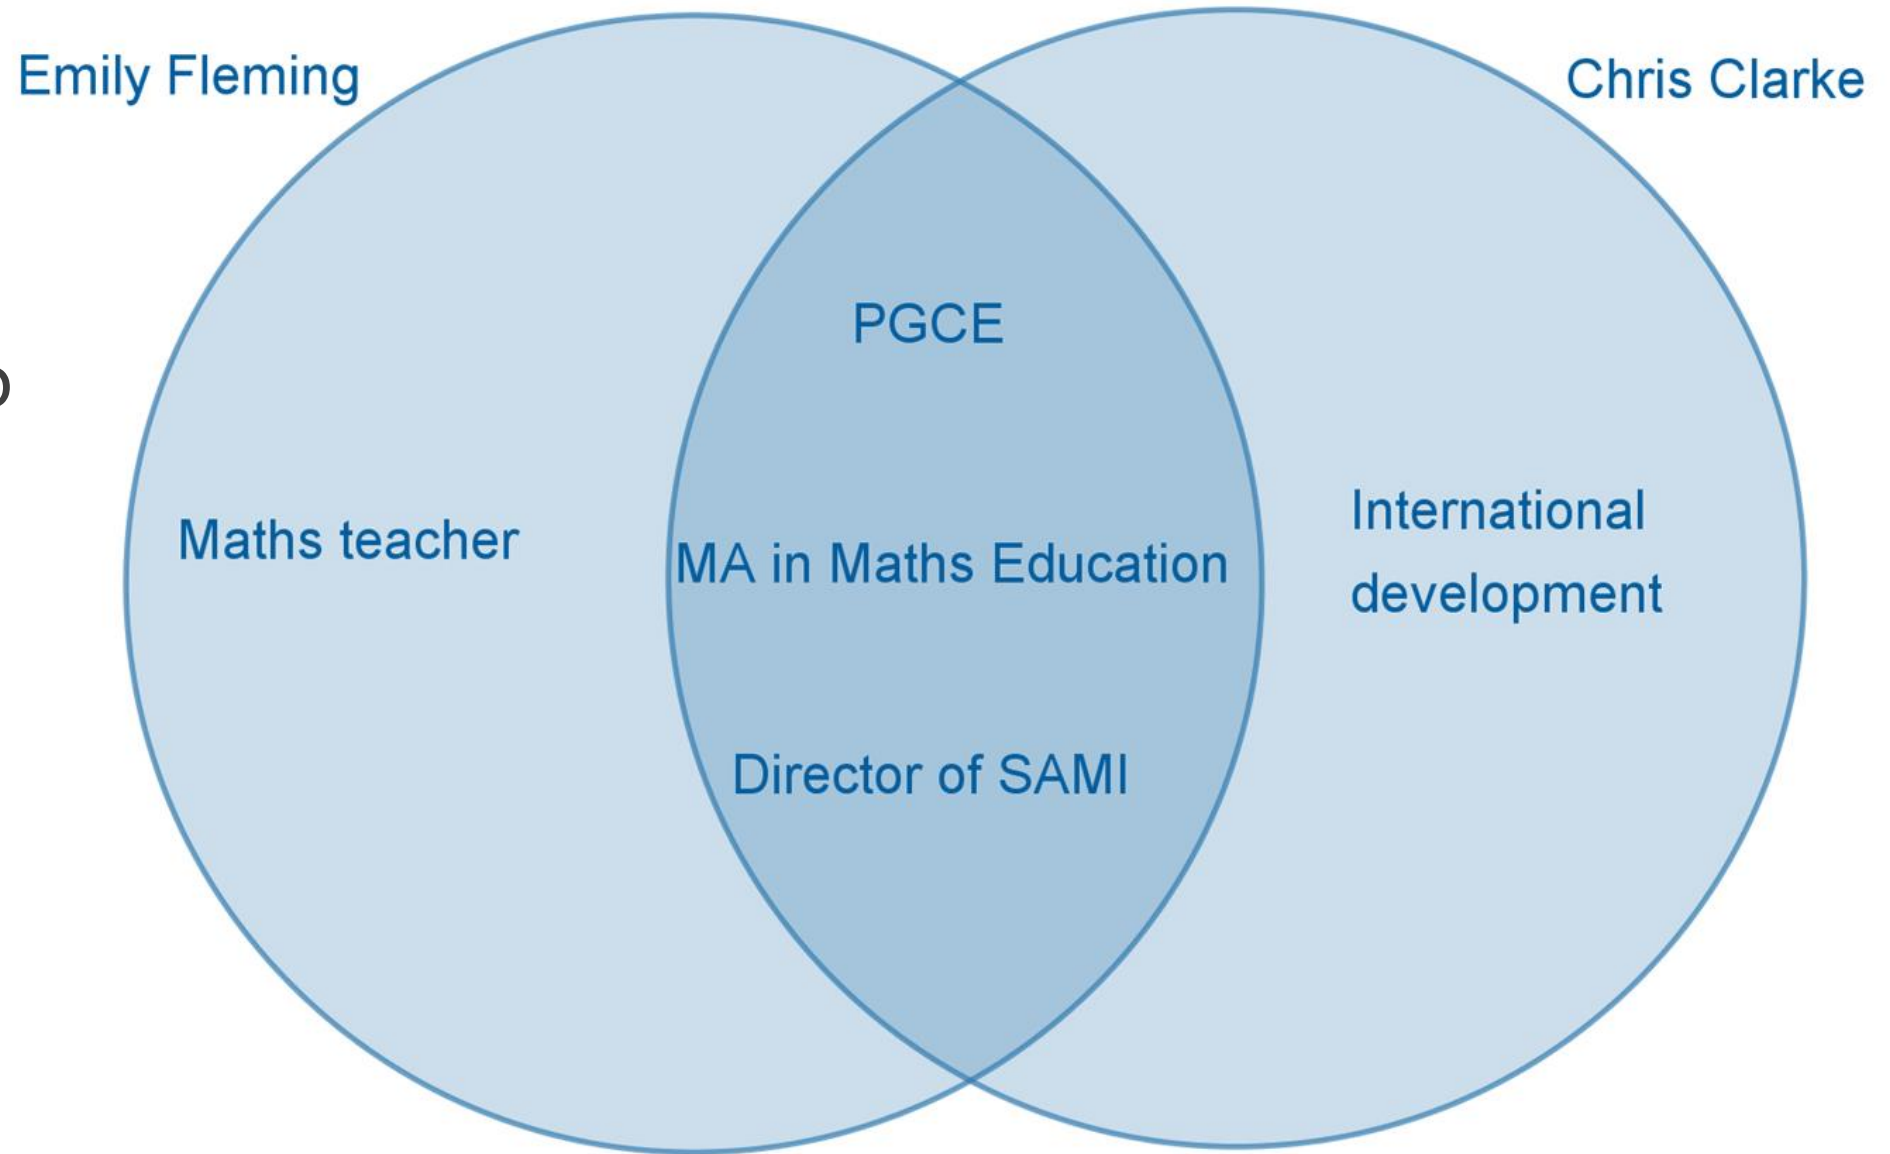 Emily Fleming
Chris Clarke
PGCE
Maths teacher
MA in Maths Education
International
development
Director of SAMI